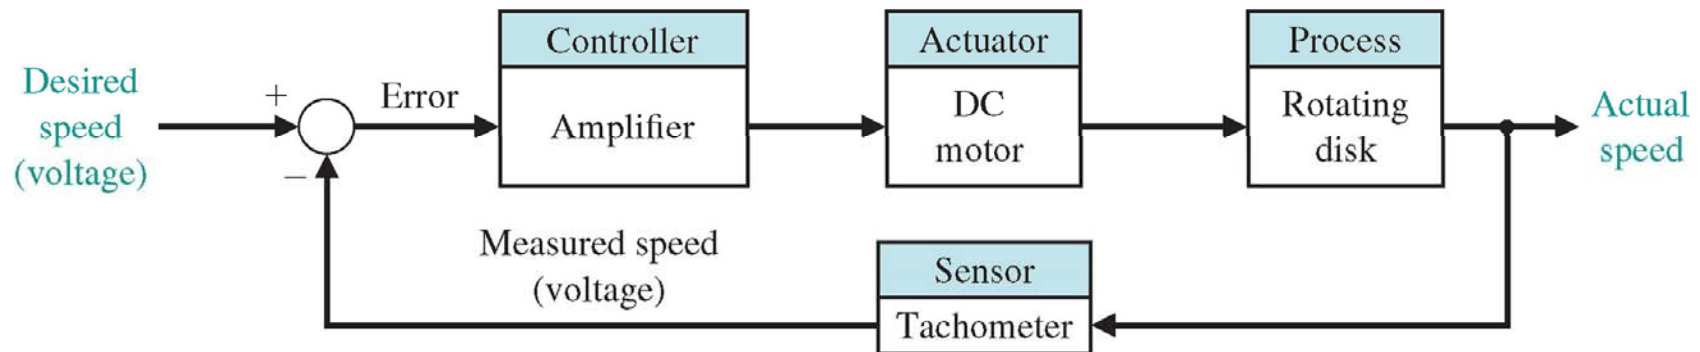 Desired
speed
(voltage)
+
−
Error
Controller
Amplifier
Actuator
DC
motor
Process
Rotating
disk
Actual
speed
Measured speed
(voltage)
Sensor
Tachometer